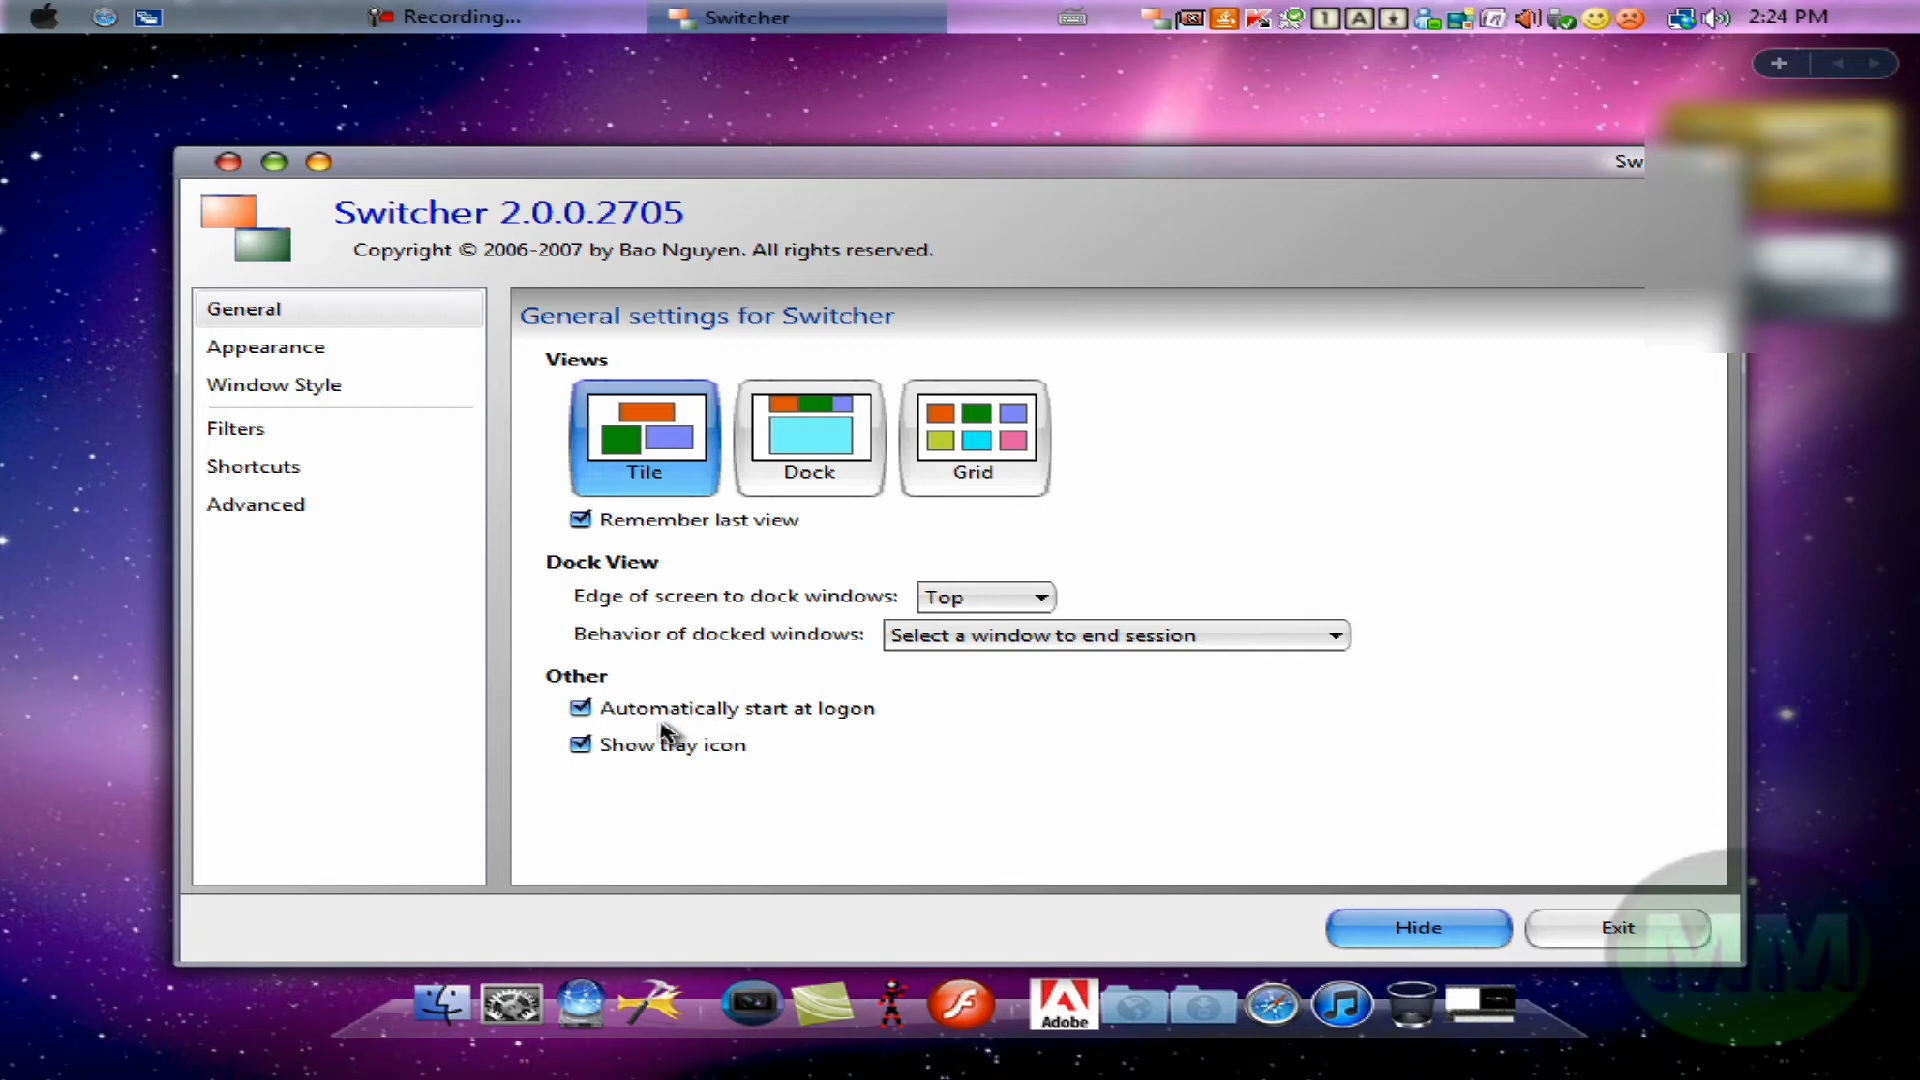 Recording...
Switcher
1
A
2:24 PM
Sw
Switcher 2.0.0.2705
Copyright © 2006-2007 by Bao Nguyen. All rights reserved.
General
Appearance
Window Style
Filters
Shortcuts
Advanced
General settings for Switcher
Views
Tile
Dock
Grid
Remember last view
Dock View
Edge of screen to dock windows: Top
Behavior of docked windows: Select a window to end session
Other
Automatically start at logon
Show tray icon
Hide
Exit
MM
Adobe